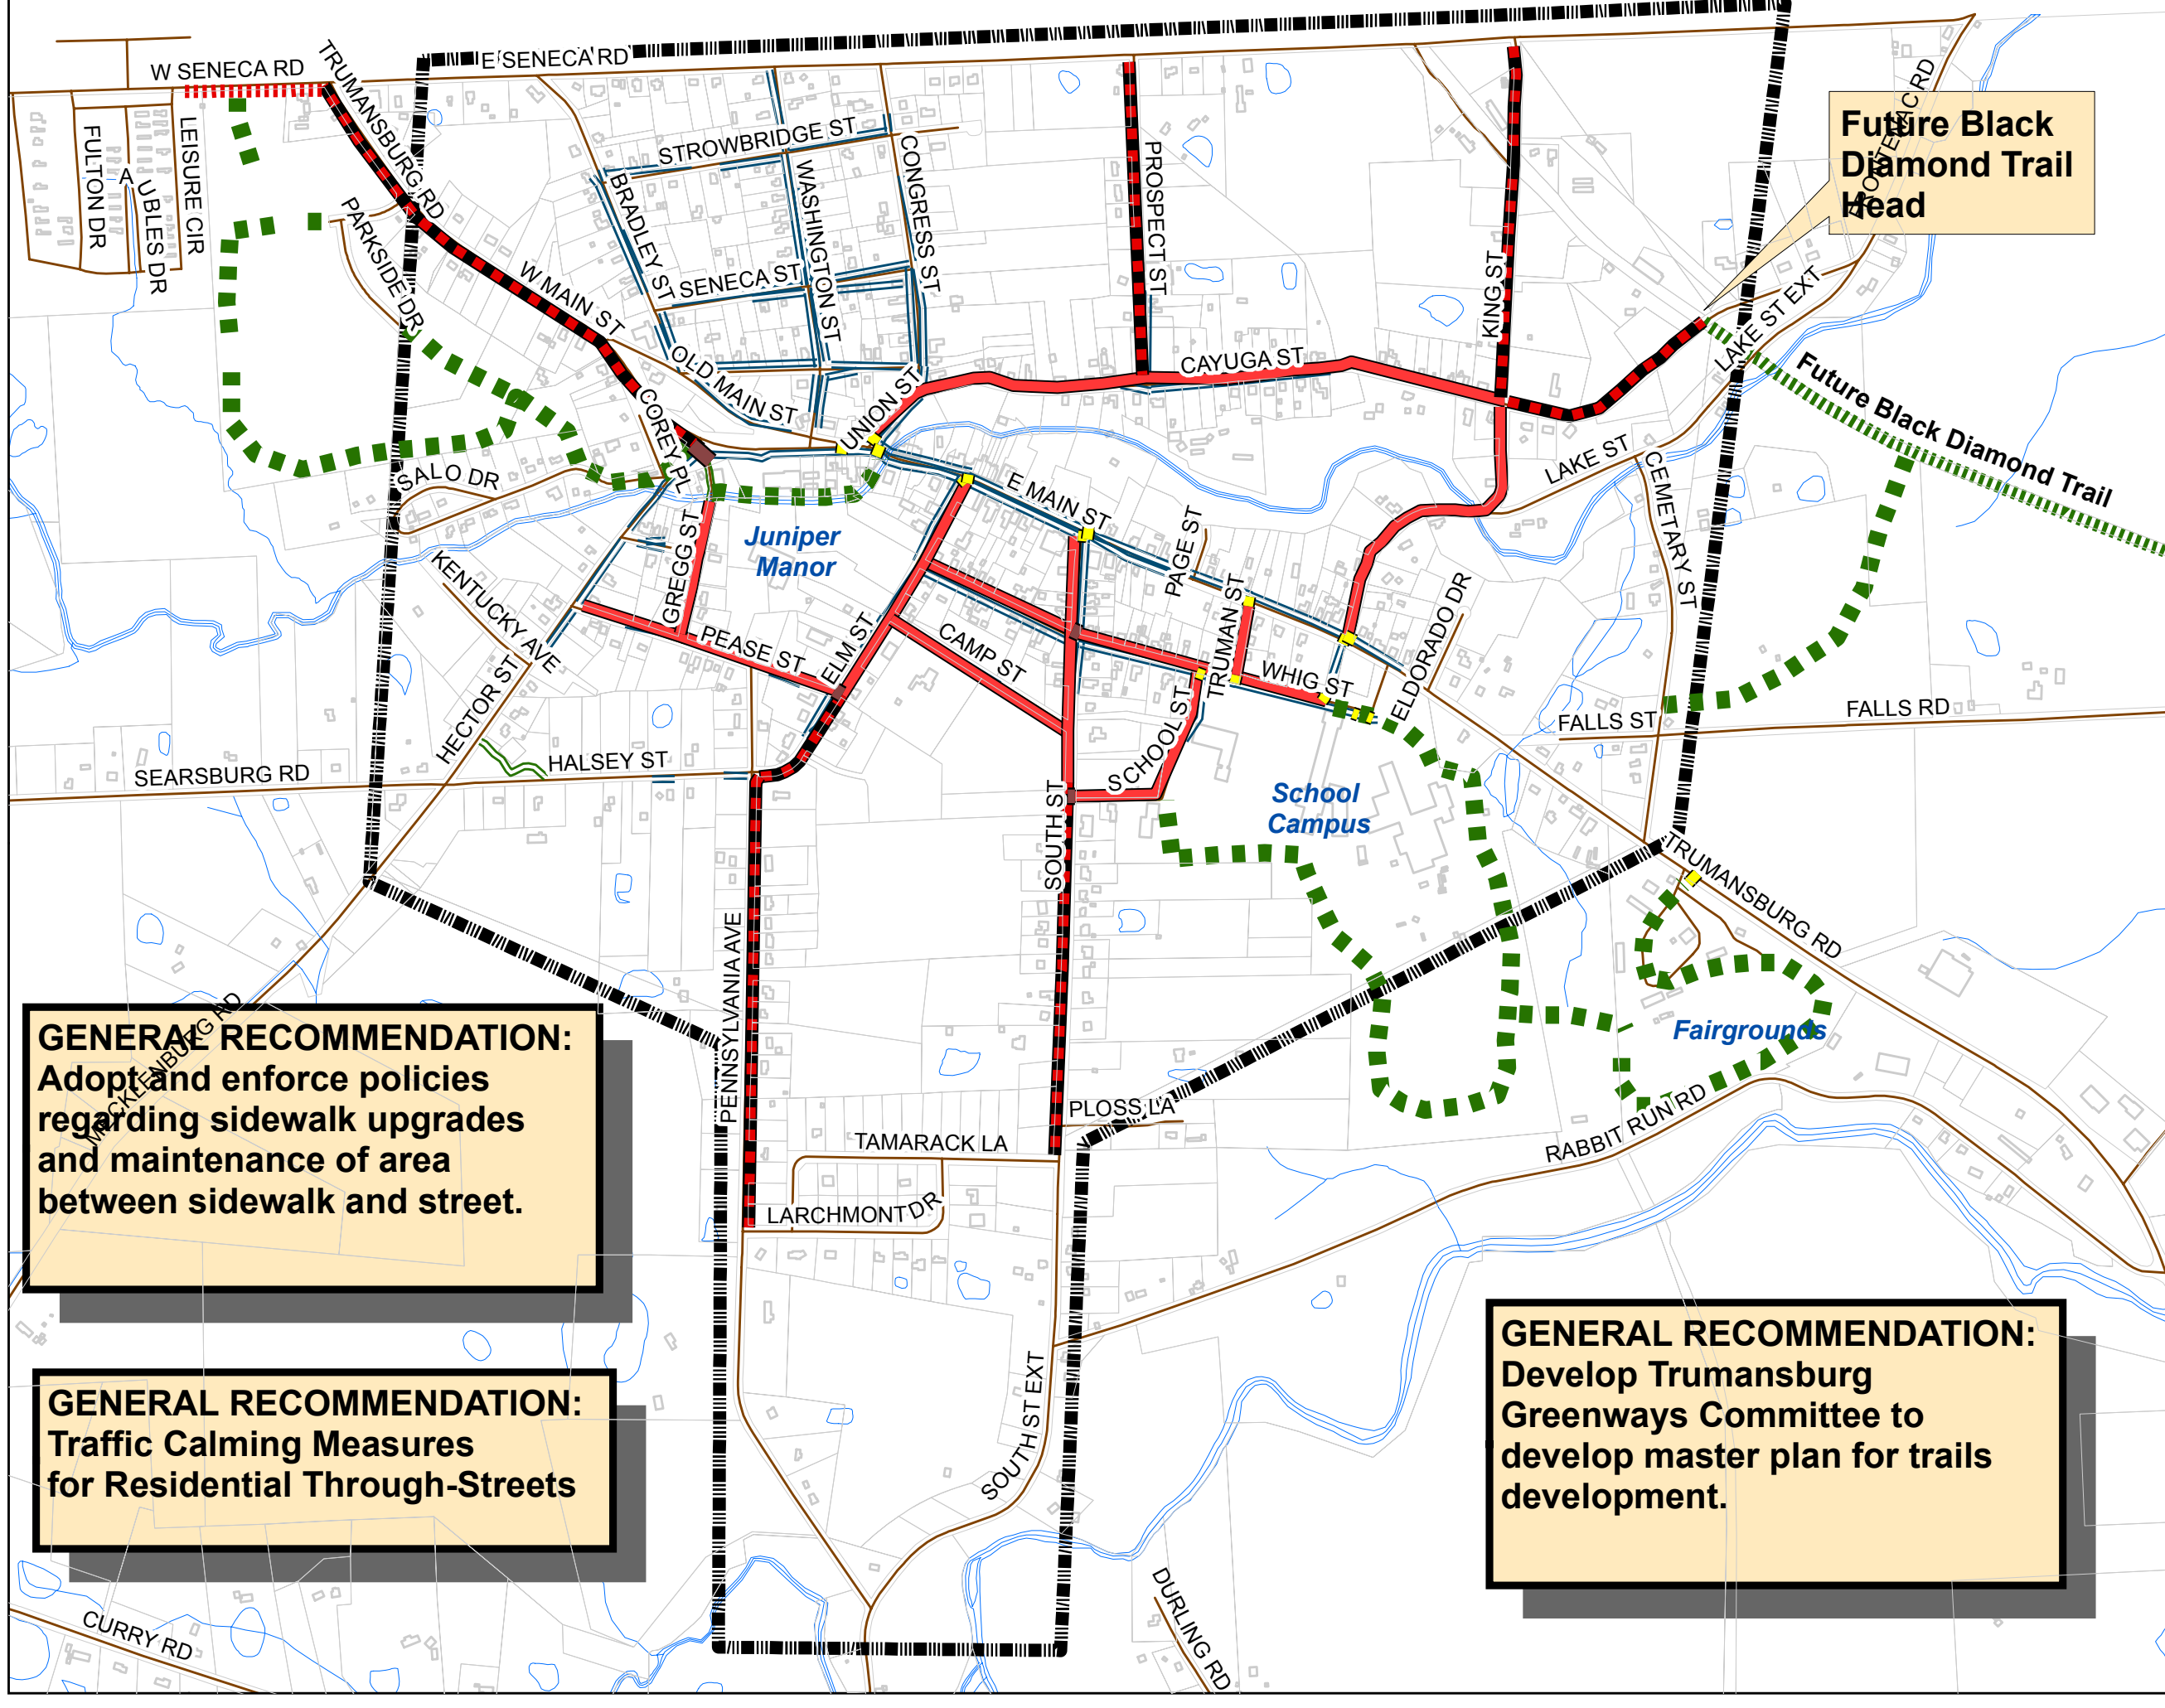 W SENECA RD
TRUMANSBURG RD
E SENECA RD
FULTON DR
A
UBLES DR
LEISURE CIR
PARKSIDE DR
W MAIN ST
STROWBRIDGE ST
BRADLEY ST
WASHINGTON ST
CONGRESS ST
SENECA ST
OLD MAIN ST
UNION ST
PROSPECT ST
CAYUGA ST
KING ST
Future Black
Diamond Trail
Head
FRONTENAC RD
LAKE ST EXT
Future Black Diamond Trail
LAKE ST
CEMETARY ST
COREY PL
SALO DR
GREGG ST
Juniper
Manor
E MAIN ST
PAGE ST
TRUMAN ST
KENTUCKY AVE
HECTOR ST
PEASE ST
ELM ST
CAMP ST
WHIG ST
ELDORADO DR
FALLS ST
FALLS RD
SEARSBURG RD
HALSEY ST
SCHOOL ST
SOUTH ST
School
Campus
TRUMANSBURG RD
PENNSYLVANIA AVE
MECKLENBURG RD
GENERAL RECOMMENDATION:
Adopt and enforce policies
regarding sidewalk upgrades
and maintenance of area
between sidewalk and street.
Fairgrounds
PLOSS LA
TAMARACK LA
RABBIT RUN RD
LARCHMONT DR
GENERAL RECOMMENDATION:
Traffic Calming Measures
for Residential Through-Streets
SOUTH ST EXT
GENERAL RECOMMENDATION:
Develop Trumansburg
Greenways Committee to
develop master plan for trails
development.
CURRY RD
DURLING RD